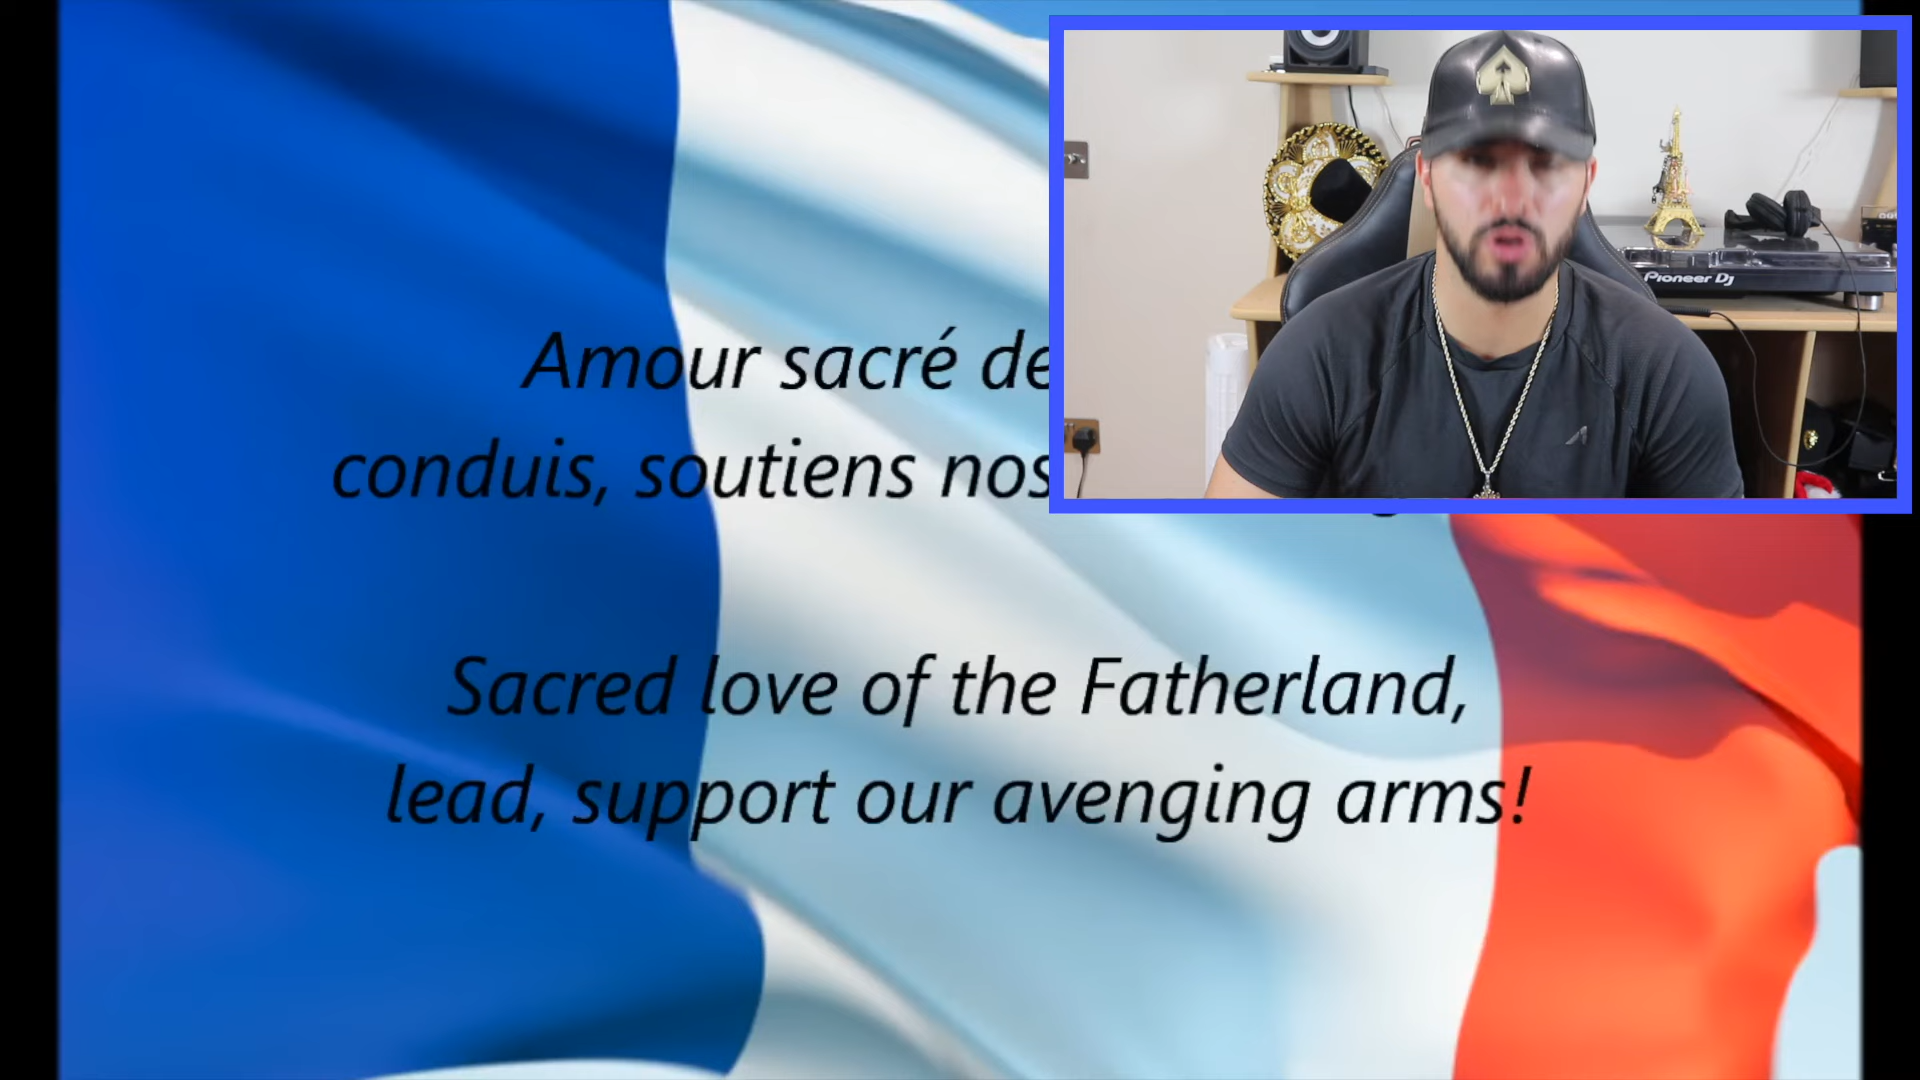 Amour sacré de
conduis, soutiens nos
Sacred love of the Fatherland,
lead, support our avenging arms!
Pioneer DJ